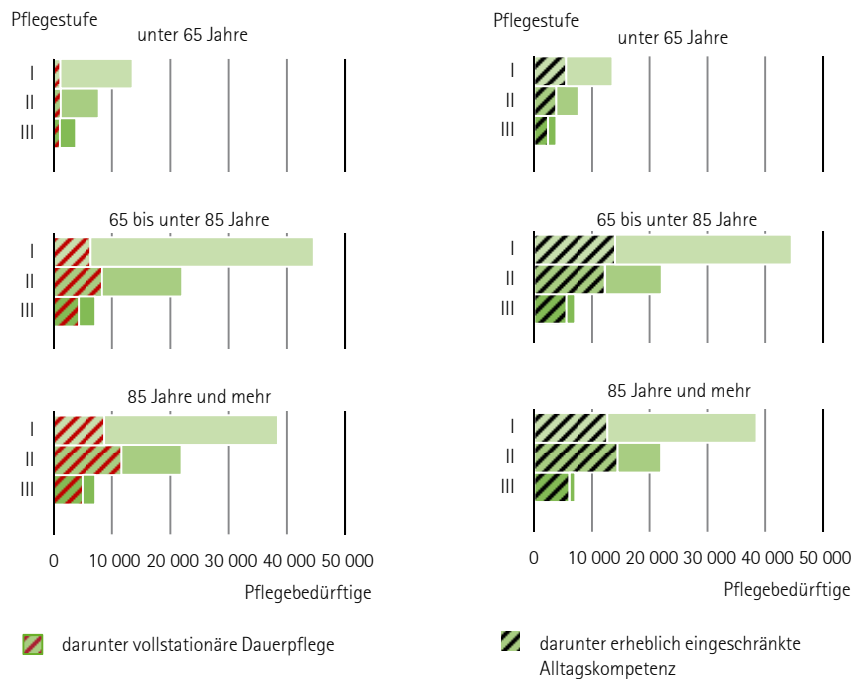 Pflegestufe
unter 65 Jahre
I
II
III
65 bis unter 85 Jahre
I
II
III
85 Jahre und mehr
I
II
III
0 10 000 20 000 30 000 40 000 50 000
Pflegebedürftige
darunter vollstationäre Dauerpflege
Pflegestufe
unter 65 Jahre
I
II
III
65 bis unter 85 Jahre
I
II
III
85 Jahre und mehr
I
II
III
0 10 000 20 000 30 000 40 000 50 000
Pflegebedürftige
darunter erheblich eingeschränkte
Alltagskompetenz